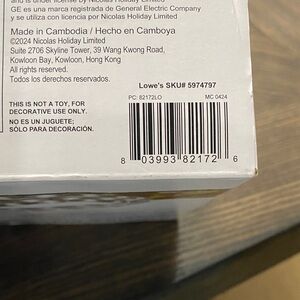 and is under license by Nicolas Holiday Limited
GE es una marca registrada de General Electric Company
y se utiliza con licencia por Nicolas Holiday Limited
Made in Cambodia / Hecho en Camboya
©2024 Nicolas Holiday Limited
Suite 2706 Skyline Tower, 39 Wang Kwong Road,
Kowloon Bay, Kowloon, Hong Kong
All rights reserved.
Todos los derechos reservados.
Lowe's SKU# 5974797
PC: 82172LO MC 0424
THIS IS NOT A TOY, FOR
DECORATIVE USE ONLY.
NO ES UN JUGUETE;
SÓLO PARA DECORACIÓN.
8 03993 82172 6